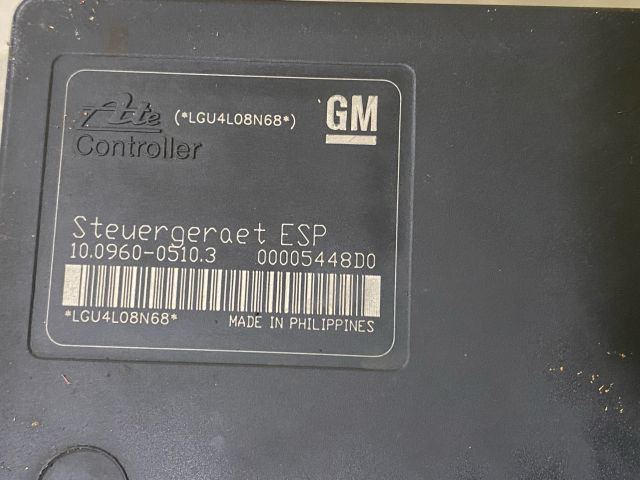 Ate (*LGU4L08N68*) GM
Controller
Steuergeraet ESP
10.0960-0510.3 00005448D0
*LGU4L08N68* MADE IN PHILIPPINES